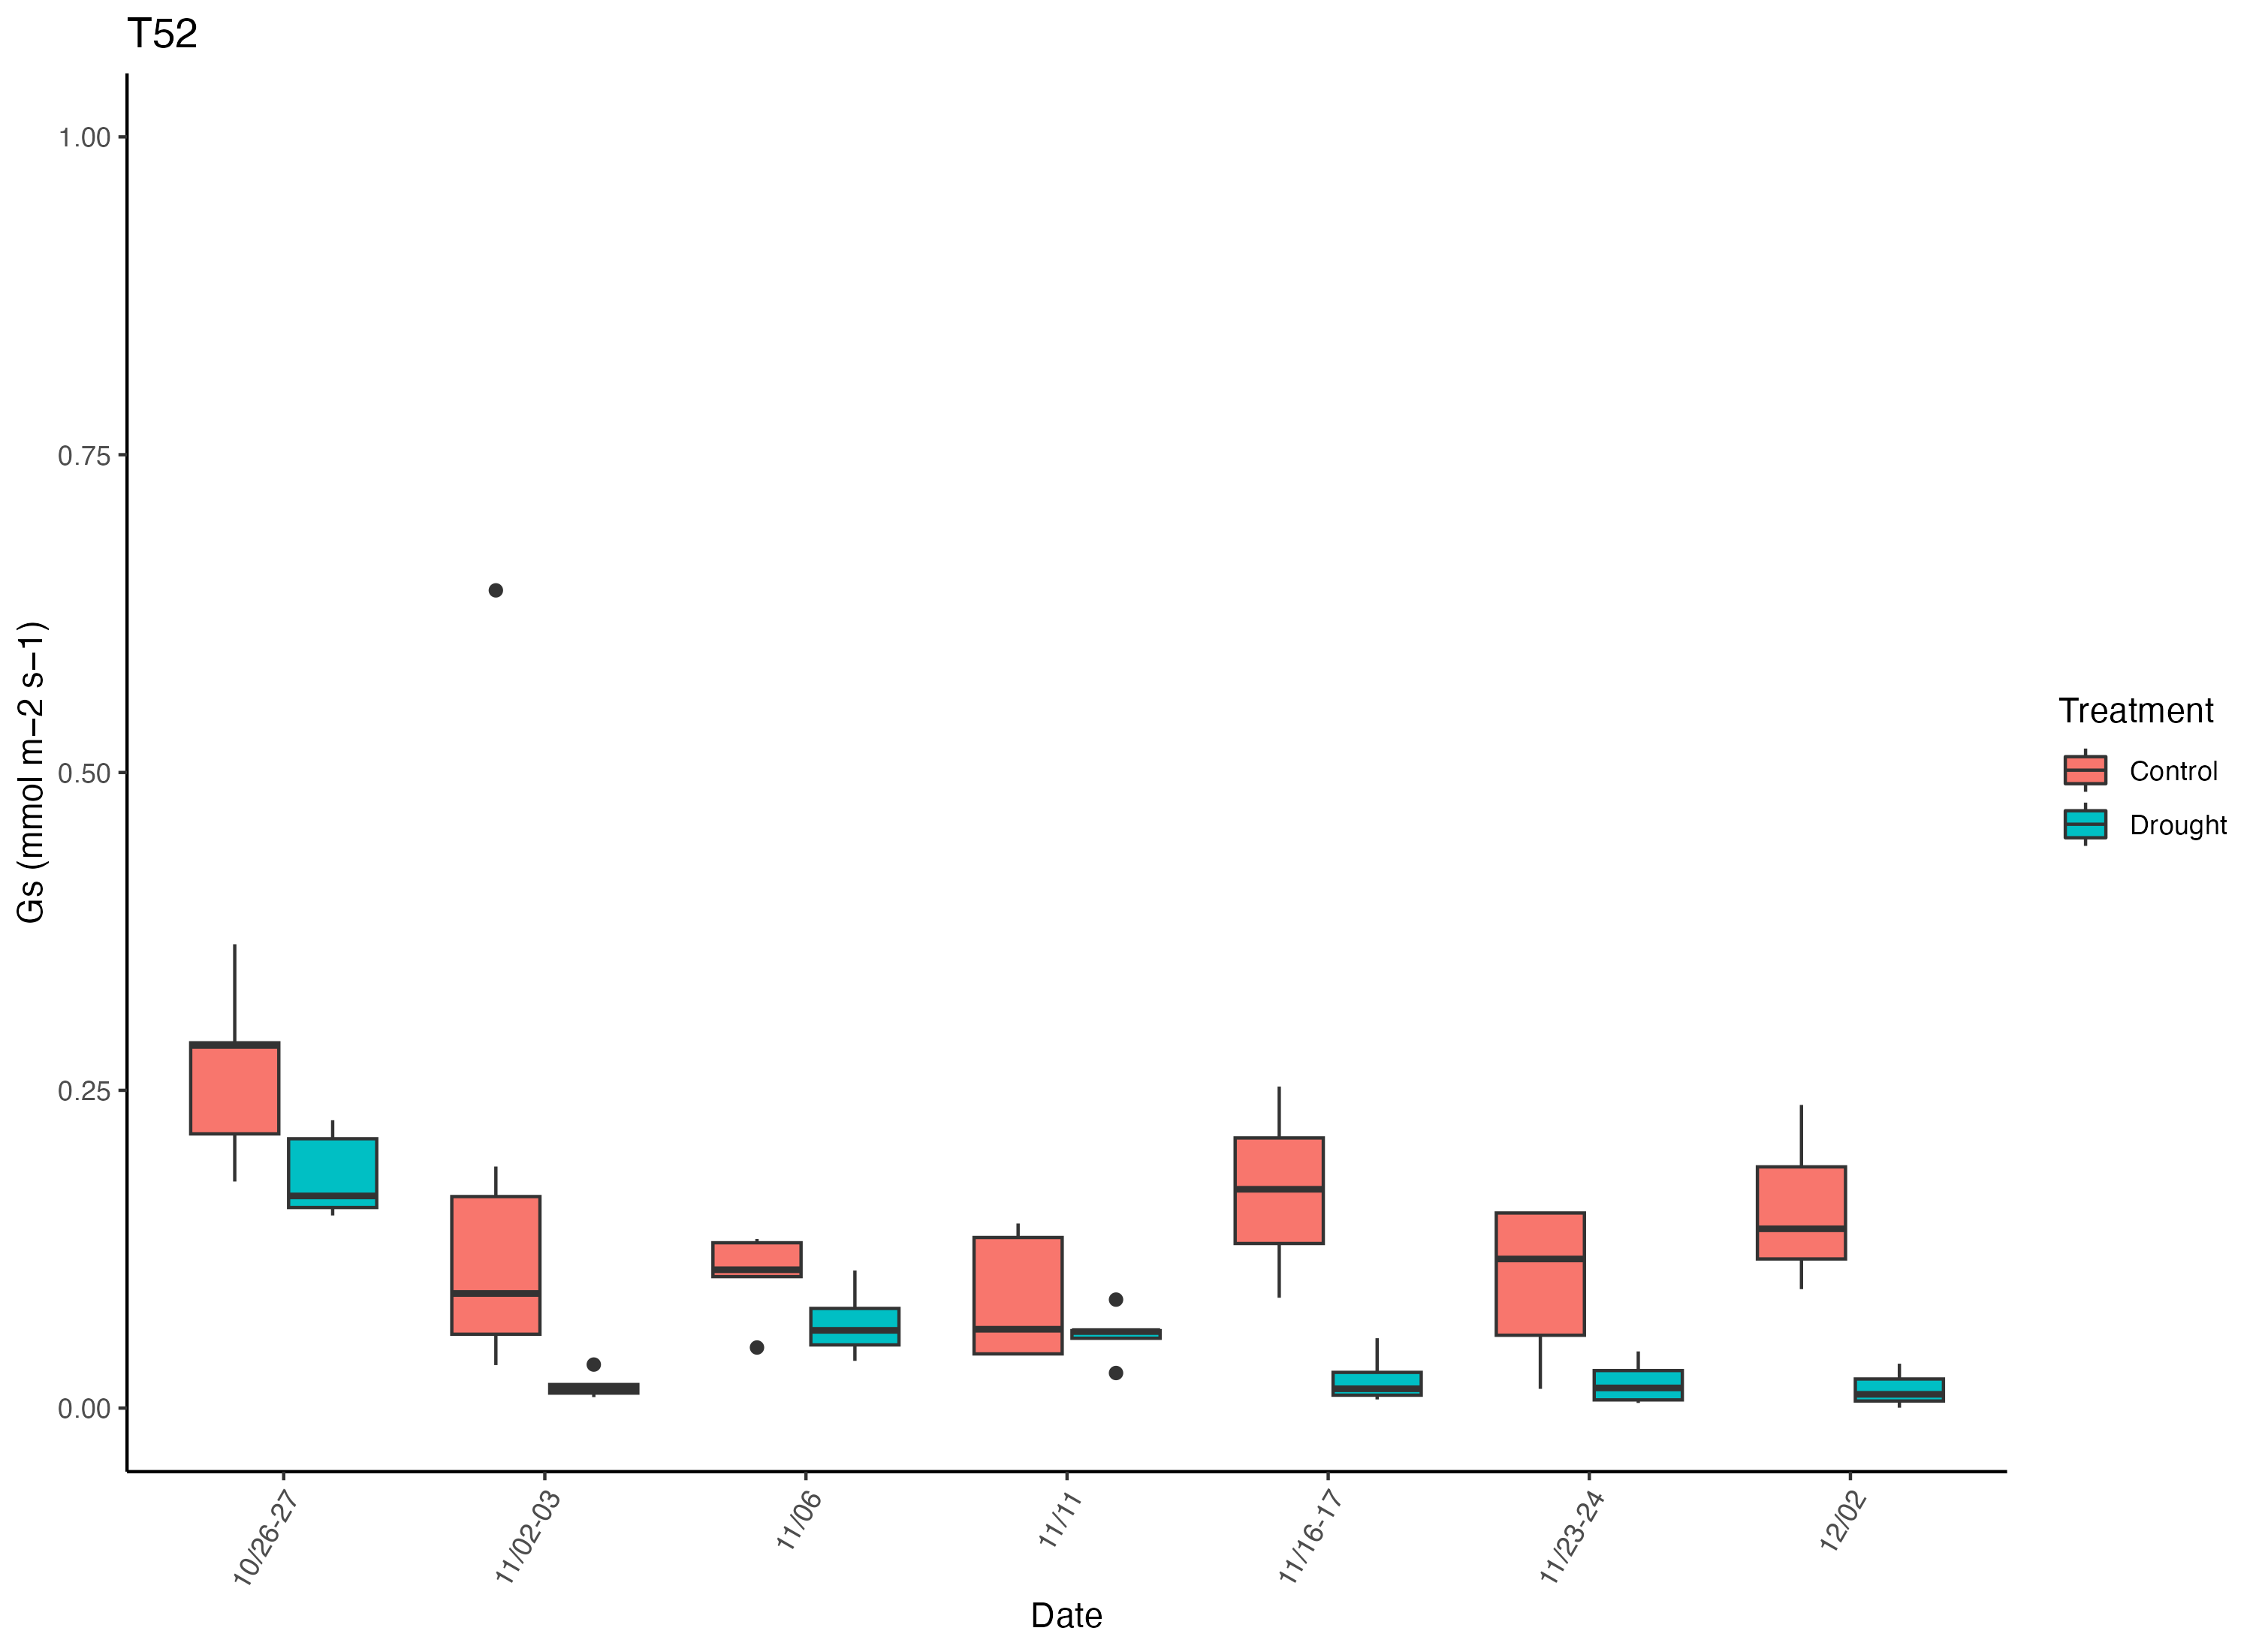 T52
1.00
0.75
0.50
0.25
0.00
Gs (mmol m−2 s−1)
10/26-27
11/02-03
11/06
11/11
11/16-17
11/23-24
12/02
Date
Treatment
Control
Drought